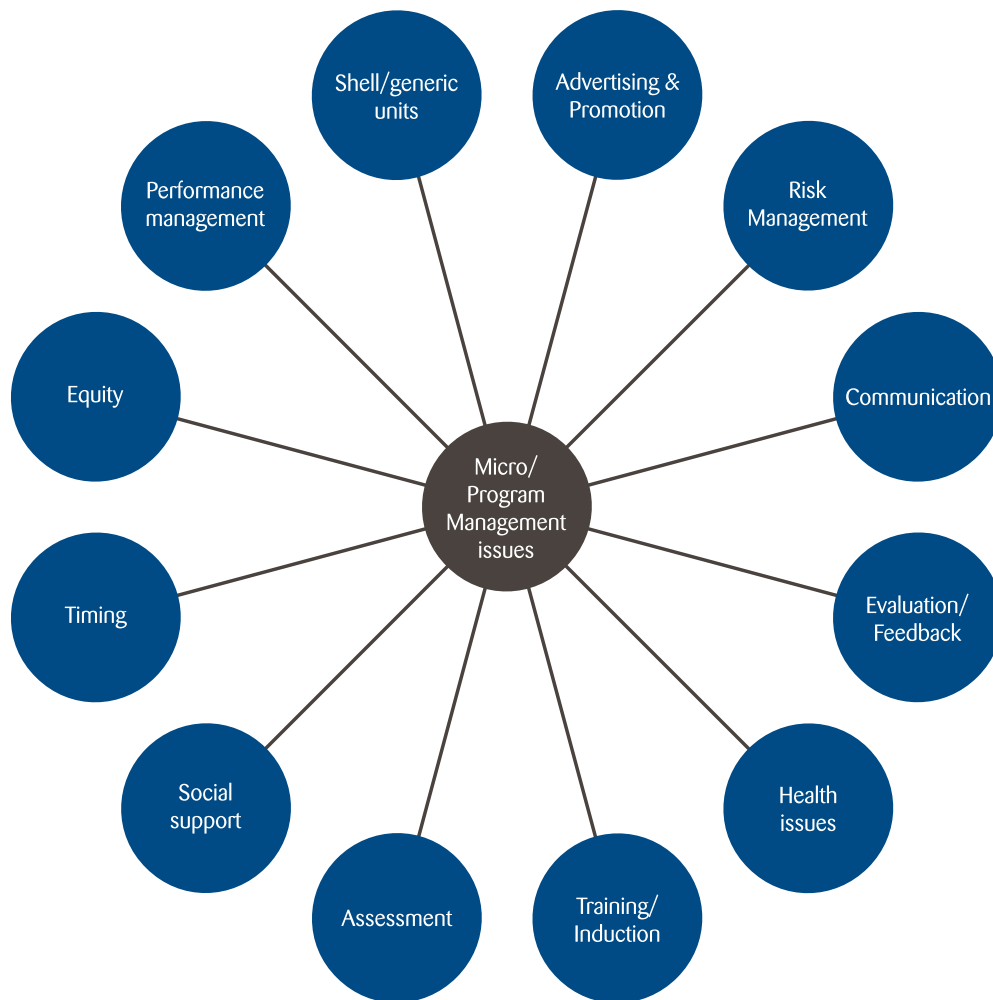 Shell/generic
units
Advertising &
Promotion
Performance
management
Risk
Management
Equity
Communication
Micro/
Program
Management
issues
Timing
Evaluation/
Feedback
Social
support
Health
issues
Assessment
Training/
Induction